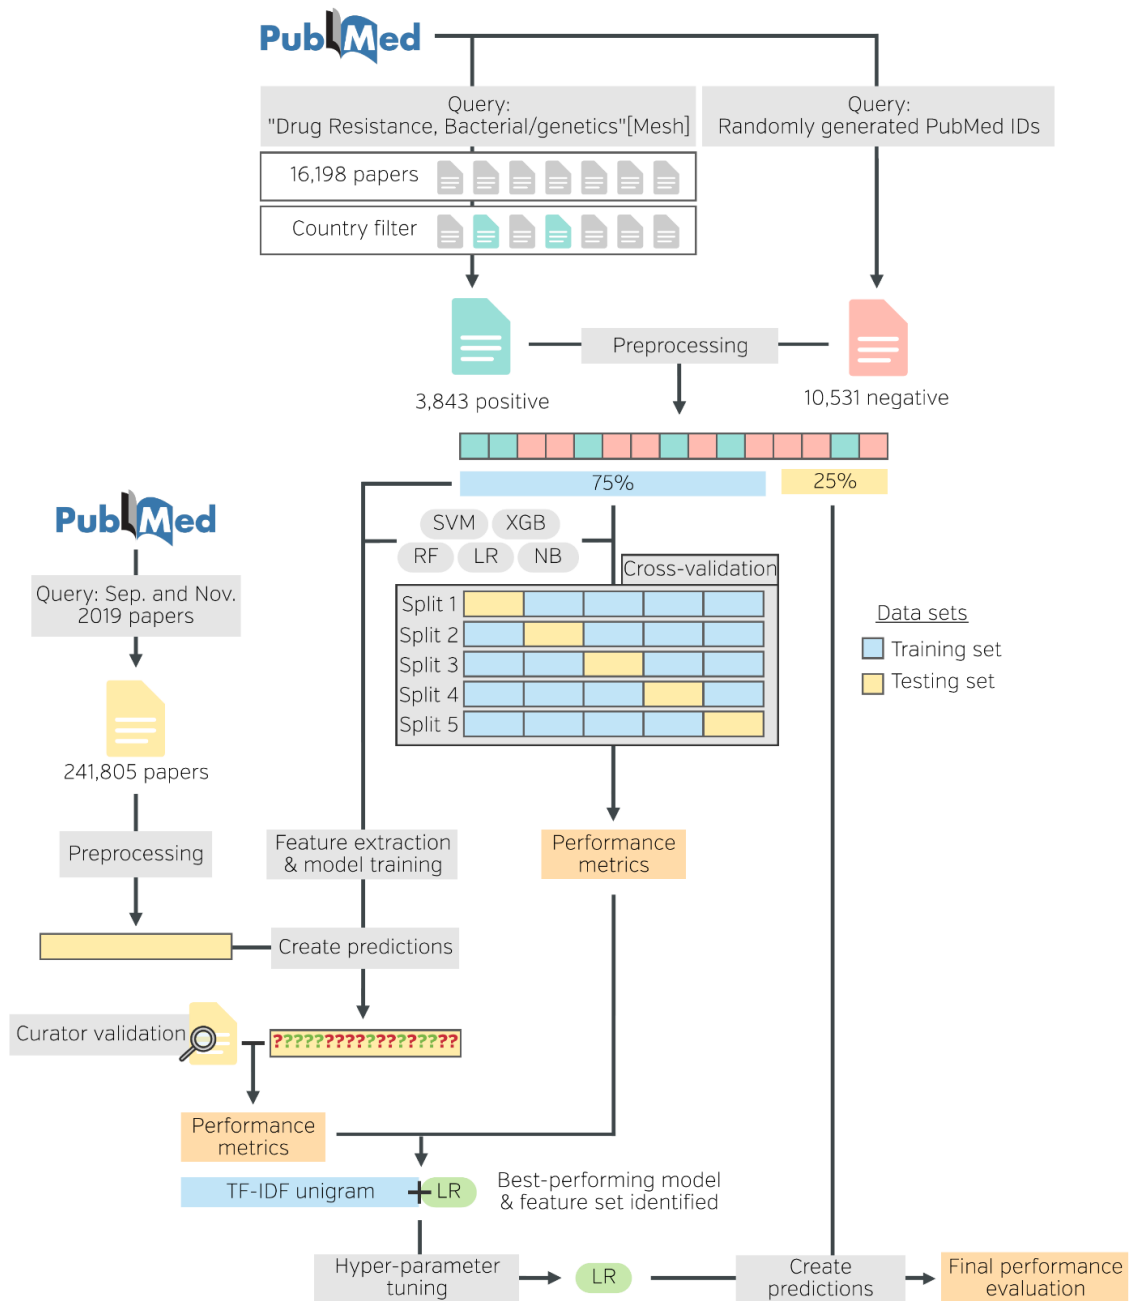 PubMed
Query:
"Drug Resistance, Bacterial/genetics"[Mesh]
Query:
Randomly generated PubMed IDs
16,198 papers
Country filter
Preprocessing
3,843 positive
10,531 negative
75%
25%
PubMed
SVM
XGB
RF
LR
NB
Cross-validation
Query: Sep. and Nov.
2019 papers
Split 1
Split 2
Split 3
Split 4
Split 5
Data sets
Training set
Testing set
241,805 papers
Preprocessing
Feature extraction
& model training
Performance
metrics
Create predictions
Curator validation
??????????????????
Performance
metrics
TF-IDF unigram
+
LR
Best-performing model
& feature set identified
Hyper-parameter
tuning
LR
Create
predictions
Final performance
evaluation